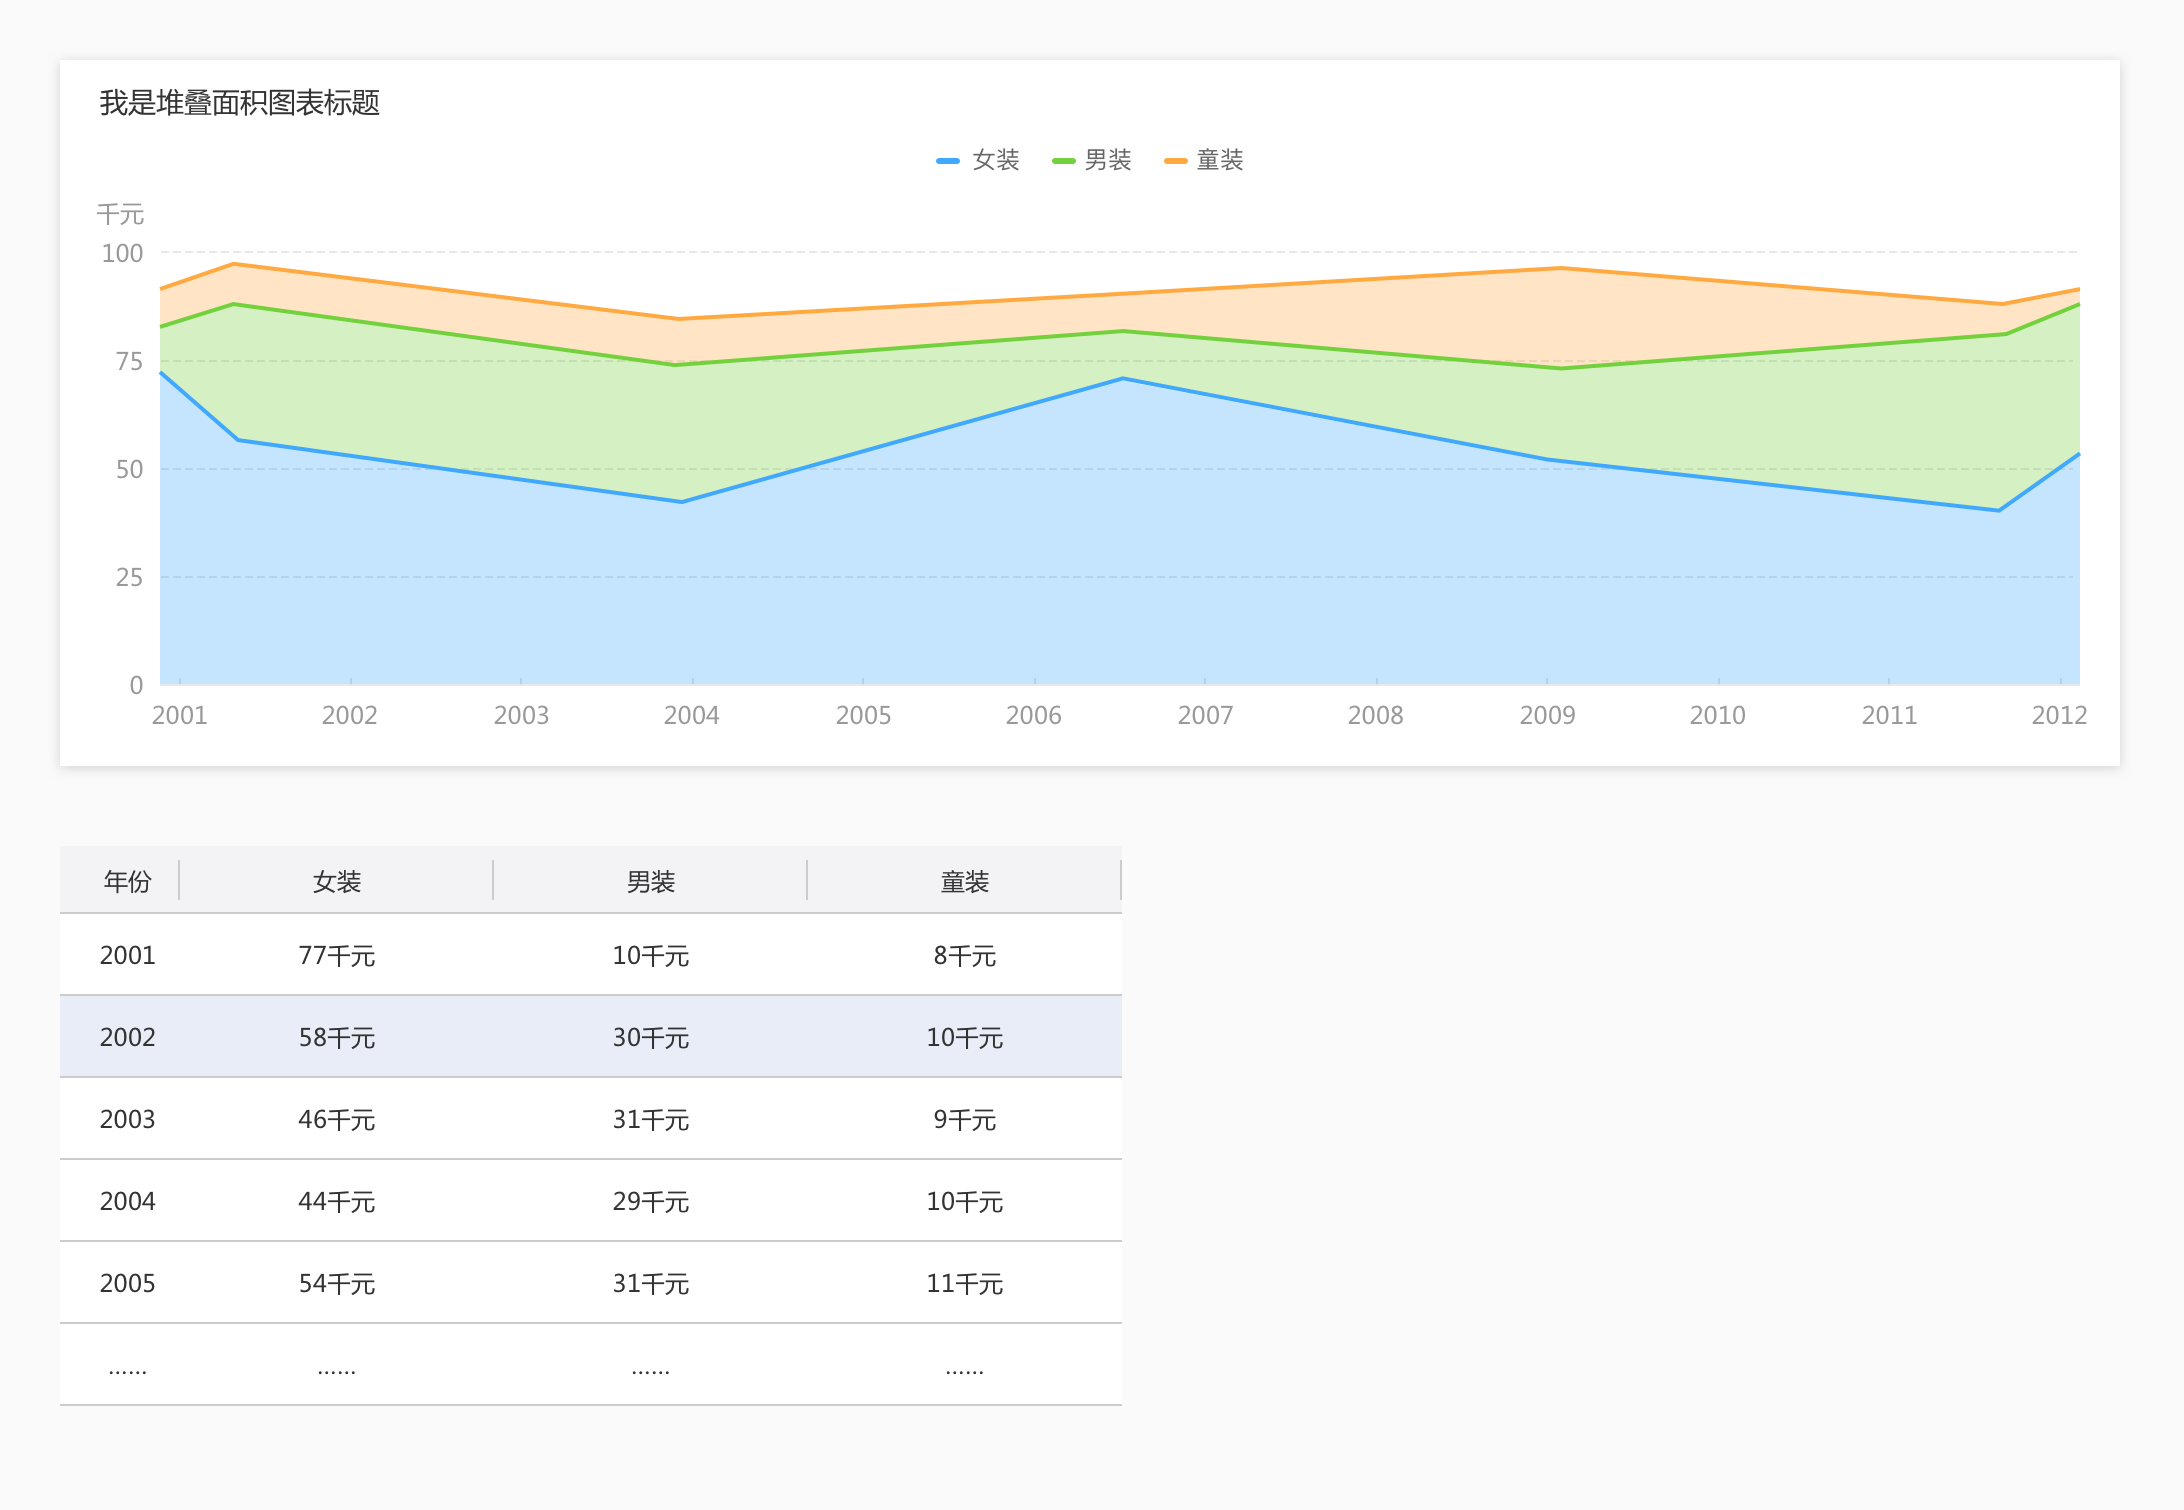 我是堆叠面积图表标题
女装 男装 童装
千元
100
75
50
25
0
2001 2002 2003 2004 2005 2006 2007 2008 2009 2010 2011 2012
年份 女装 男装 童装
2001 77千元 10千元 8千元
2002 58千元 30千元 10千元
2003 46千元 31千元 9千元
2004 44千元 29千元 10千元
2005 54千元 31千元 11千元
...... ...... ...... ......